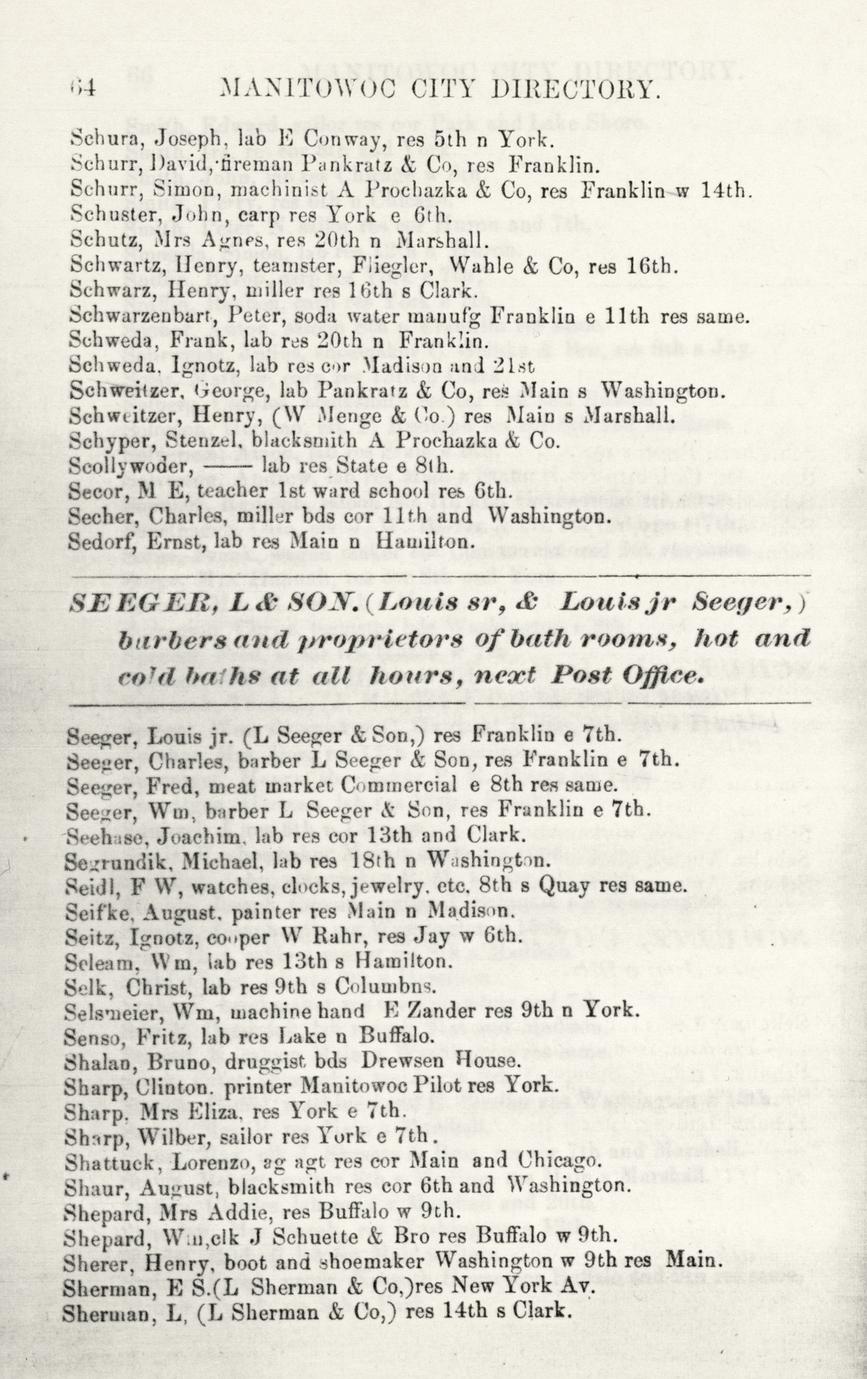 64 MANITOWOC CITY DIRECTORY.
Schura, Joseph, lab E Conway, res 5th n York.
Schurr, David, fireman Pankratz & Co, res Franklin.
Schurr, Simon, machinist A Prochazka & Co, res Franklin w 14th.
Schuster, John, carp res York e 6th.
Schutz, Mrs Agnes, res 20th n Marshall.
Schwartz, Henry, teamster, Fliegler, Wahle & Co, res 16th.
Schwarz, Henry, miller res 16th s Clark.
Schwarzenbart, Peter, soda water manufg Franklin e 11th res same.
Schweda, Frank, lab res 20th n Franklin.
Schweda, Ignotz, lab res cor Madison and 21st
Schweitzer, George, lab Pankratz & Co, res Main s Washington.
Schweitzer, Henry, (W Menge & Co.) res Main s Marshall.
Schyper, Stenzel, blacksmith A Prochazka & Co.
Scollywoder, —— lab res State e 8th.
Secor, M E, teacher 1st ward school res 6th.
Secher, Charles, miller bds cor 11th and Washington.
Sedorf, Ernst, lab res Main n Hamilton.
SEEGER, L & SON. (Louis sr, & Louis jr Seeger,)
barbers and proprietors of bath rooms, hot and
cold baths at all hours, next Post Office.
Seeger, Louis jr. (L Seeger & Son,) res Franklin e 7th.
Seeger, Charles, barber L Seeger & Son, res Franklin e 7th.
Seeger, Fred, meat market Commercial e 8th res same.
Seeger, Wm, barber L Seeger & Son, res Franklin e 7th.
Seehase, Joachim, lab res cor 13th and Clark.
Segrundik, Michael, lab res 18th n Washington.
Seidl, F W, watches, clocks, jewelry, etc, 8th s Quay res same.
Seifke, August, painter res Main n Madison.
Seitz, Ignotz, cooper W Rahr, res Jay w 6th.
Seleam, Wm, lab res 13th s Hamilton.
Selk, Christ, lab res 9th s Columbns.
Selsmeier, Wm, machine hand E Zander res 9th n York.
Senso, Fritz, lab res Lake n Buffalo.
Shalan, Bruno, druggist bds Drewsen House.
Sharp, Clinton. printer Manitowoc Pilot res York.
Sharp, Mrs Eliza, res York e 7th.
Sharp, Wilber, sailor res York e 7th.
Shattuck, Lorenzo, ag agt res cor Main and Chicago.
Shaur, August, blacksmith res cor 6th and Washington.
Shepard, Mrs Addie, res Buffalo w 9th.
Shepard, Wm, clk J Schuette & Bro res Buffalo w 9th.
Sherer, Henry, boot and shoemaker Washington w 9th res Main.
Sherman, E S. (L Sherman & Co,) res New York Av.
Sherman, L, (L Sherman & Co,) res 14th s Clark.